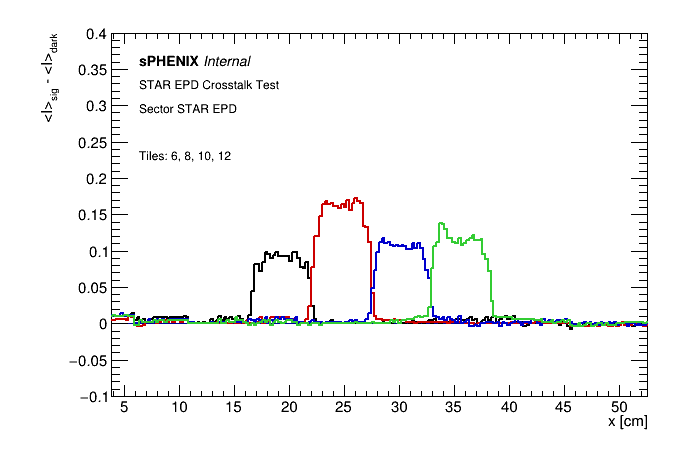 <I>sig - <I>dark
0.4
0.35
0.3
0.25
0.2
0.15
0.1
0.05
0
−0.05
−0.1
sPHENIX Internal
STAR EPD Crosstalk Test
Sector STAR EPD
Tiles: 6, 8, 10, 12
5 10 15 20 25 30 35 40 45 50
x [cm]